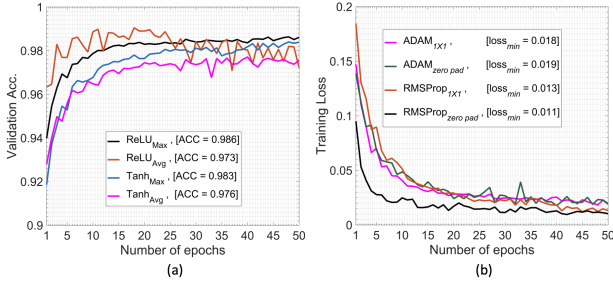 1
0.98
0.96
0.94
0.92
0.9
Validation Acc.
ReLU_Max , [ACC = 0.986]
ReLU_Avg , [ACC = 0.973]
Tanh_Max , [ACC = 0.983]
Tanh_Avg , [ACC = 0.976]
1 5 10 15 20 25 30 35 40 45 50
Number of epochs
(a)
0.2
0.15
0.1
0.05
0
Training Loss
ADAM_1X1 , [loss_min = 0.018]
ADAM_zero pad , [loss_min = 0.019]
RMSProp_1X1 , [loss_min = 0.013]
RMSProp_zero pad , [loss_min = 0.011]
1 5 10 15 20 25 30 35 40 45 50
Number of epochs
(b)